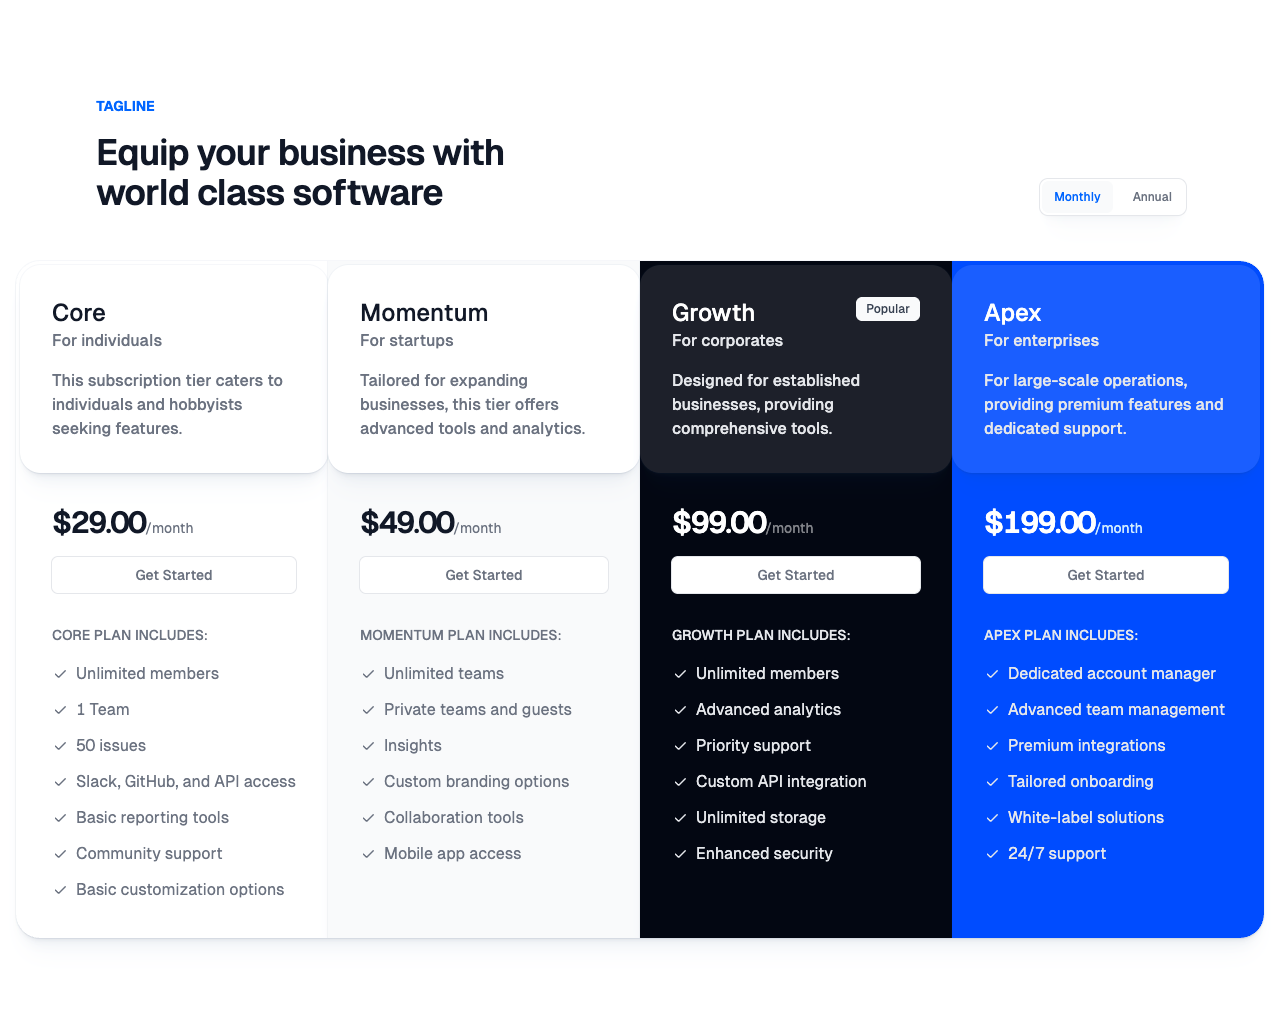 TAGLINE
Equip your business with
world class software
Monthly
Annual
Core
For individuals
This subscription tier caters to
individuals and hobbyists
seeking features.
$29.00/month
Get Started
CORE PLAN INCLUDES:
Unlimited members
1 Team
50 issues
Slack, GitHub, and API access
Basic reporting tools
Community support
Basic customization options
Momentum
For startups
Tailored for expanding
businesses, this tier offers
advanced tools and analytics.
$49.00/month
Get Started
MOMENTUM PLAN INCLUDES:
Unlimited teams
Private teams and guests
Insights
Custom branding options
Collaboration tools
Mobile app access
Growth
Popular
For corporates
Designed for established
businesses, providing
comprehensive tools.
$99.00/month
Get Started
GROWTH PLAN INCLUDES:
Unlimited members
Advanced analytics
Priority support
Custom API integration
Unlimited storage
Enhanced security
Apex
For enterprises
For large-scale operations,
providing premium features and
dedicated support.
$199.00/month
Get Started
APEX PLAN INCLUDES:
Dedicated account manager
Advanced team management
Premium integrations
Tailored onboarding
White-label solutions
24/7 support